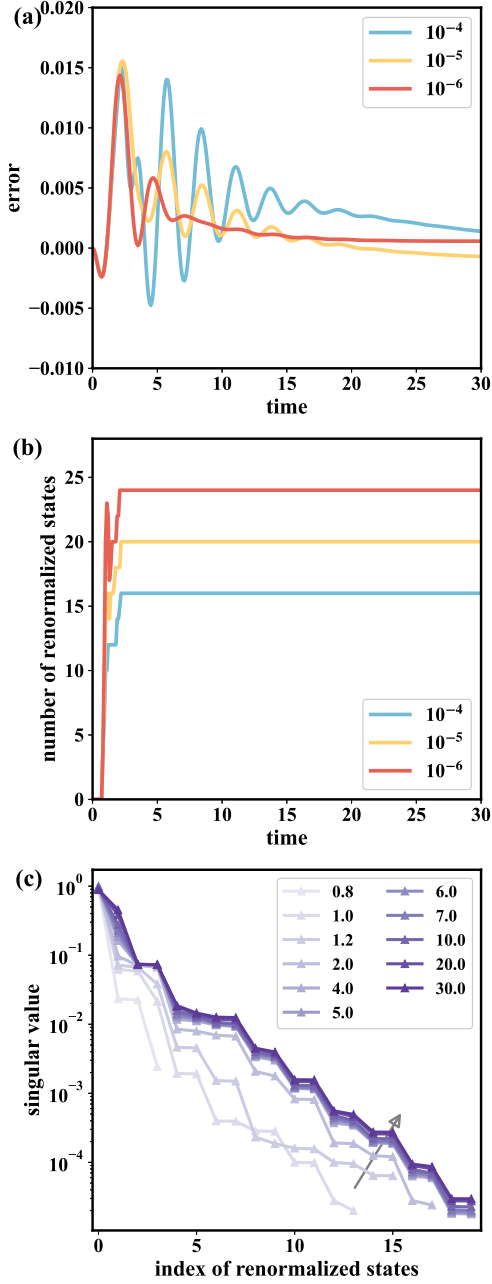 (a)
0.020
0.015
0.010
0.005
0.000
−0.005
−0.010
error
10⁻⁴
10⁻⁵
10⁻⁶
0 5 10 15 20 25 30
time
(b)
25
20
15
10
5
0
number of renormalized states
10⁻⁴
10⁻⁵
10⁻⁶
0 5 10 15 20 25 30
time
(c)
10⁰
10⁻¹
10⁻²
10⁻³
10⁻⁴
singular value
0.8 6.0
1.0 7.0
1.2 10.0
2.0 20.0
4.0 30.0
5.0
0 5 10 15
index of renormalized states